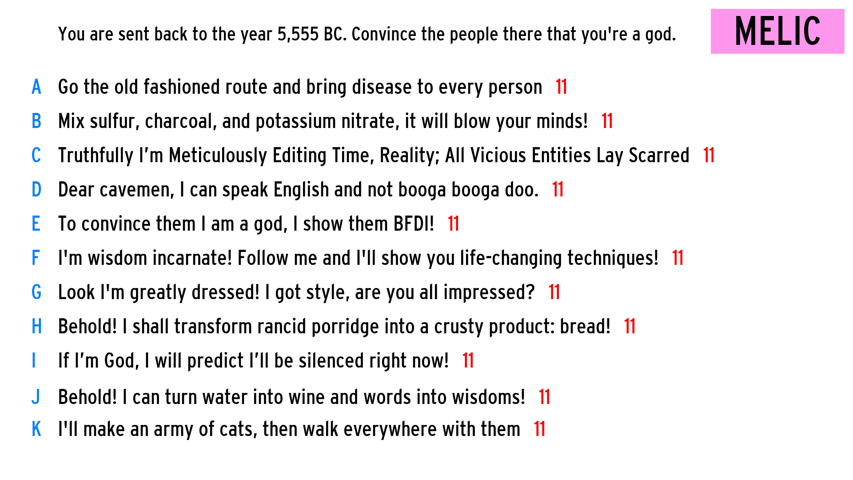 You are sent back to the year 5,555 BC. Convince the people there that you're a god.
MELIC
A Go the old fashioned route and bring disease to every person 11
B Mix sulfur, charcoal, and potassium nitrate, it will blow your minds! 11
C Truthfully I'm Meticulously Editing Time, Reality; All Vicious Entities Lay Scarred 11
D Dear cavemen, I can speak English and not booga booga doo. 11
E To convince them I am a god, I show them BFDI! 11
F I'm wisdom incarnate! Follow me and I'll show you life-changing techniques! 11
G Look I'm greatly dressed! I got style, are you all impressed? 11
H Behold! I shall transform rancid porridge into a crusty product: bread! 11
I If I'm God, I will predict I'll be silenced right now! 11
J Behold! I can turn water into wine and words into wisdoms! 11
K I'll make an army of cats, then walk everywhere with them 11